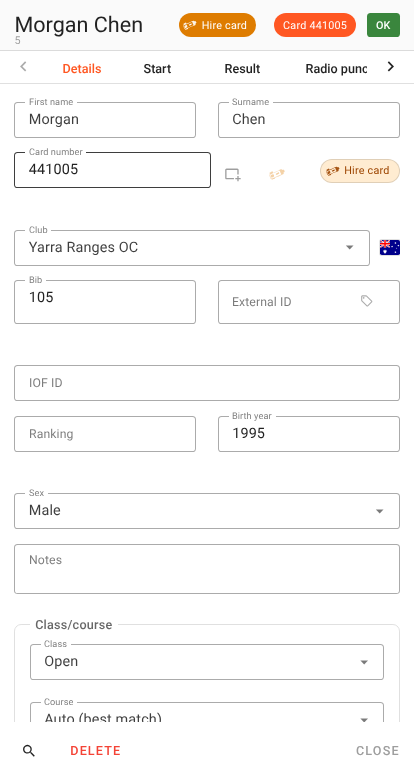 Morgan Chen
5
Hire card
Card 441005
OK
Details
Start
Result
Radio punc
First name
Morgan
Surname
Chen
Card number
441005
Hire card
Club
Yarra Ranges OC
Bib
105
External ID
IOF ID
Ranking
Birth year
1995
Sex
Male
Notes
Class/course
Class
Open
Course
Auto (best match)
DELETE
CLOSE